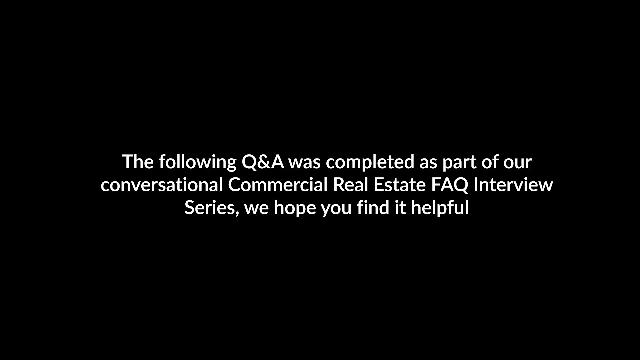 The following Q&A was completed as part of our
conversational Commercial Real Estate FAQ Interview
Series, we hope you find it helpful